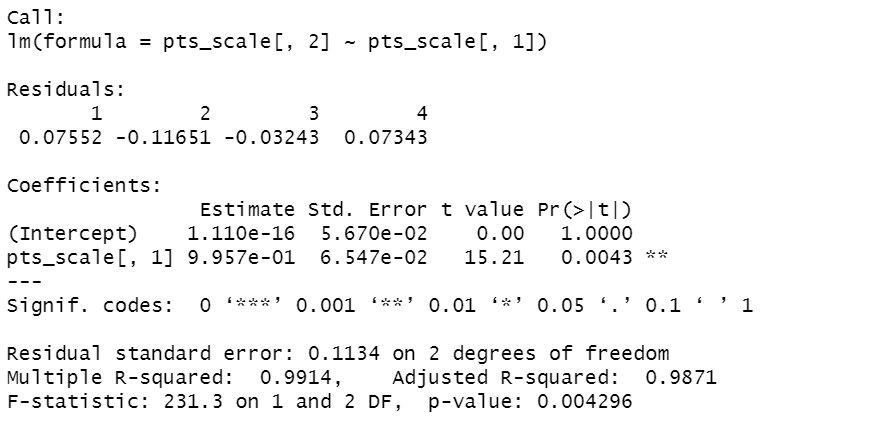 Call:
lm(formula = pts_scale[, 2] ~ pts_scale[, 1])
Residuals:
1 2 3 4
0.07552 -0.11651 -0.03243 0.07343
Coefficients:
Estimate Std. Error t value Pr(>|t|)
(Intercept) 1.110e-16 5.670e-02 0.00 1.0000
pts_scale[, 1] 9.957e-01 6.547e-02 15.21 0.0043 **
---
Signif. codes: 0 ‘***’ 0.001 ‘**’ 0.01 ‘*’ 0.05 ‘.’ 0.1 ‘ ’ 1
Residual standard error: 0.1134 on 2 degrees of freedom
Multiple R-squared: 0.9914, Adjusted R-squared: 0.9871
F-statistic: 231.3 on 1 and 2 DF, p-value: 0.004296